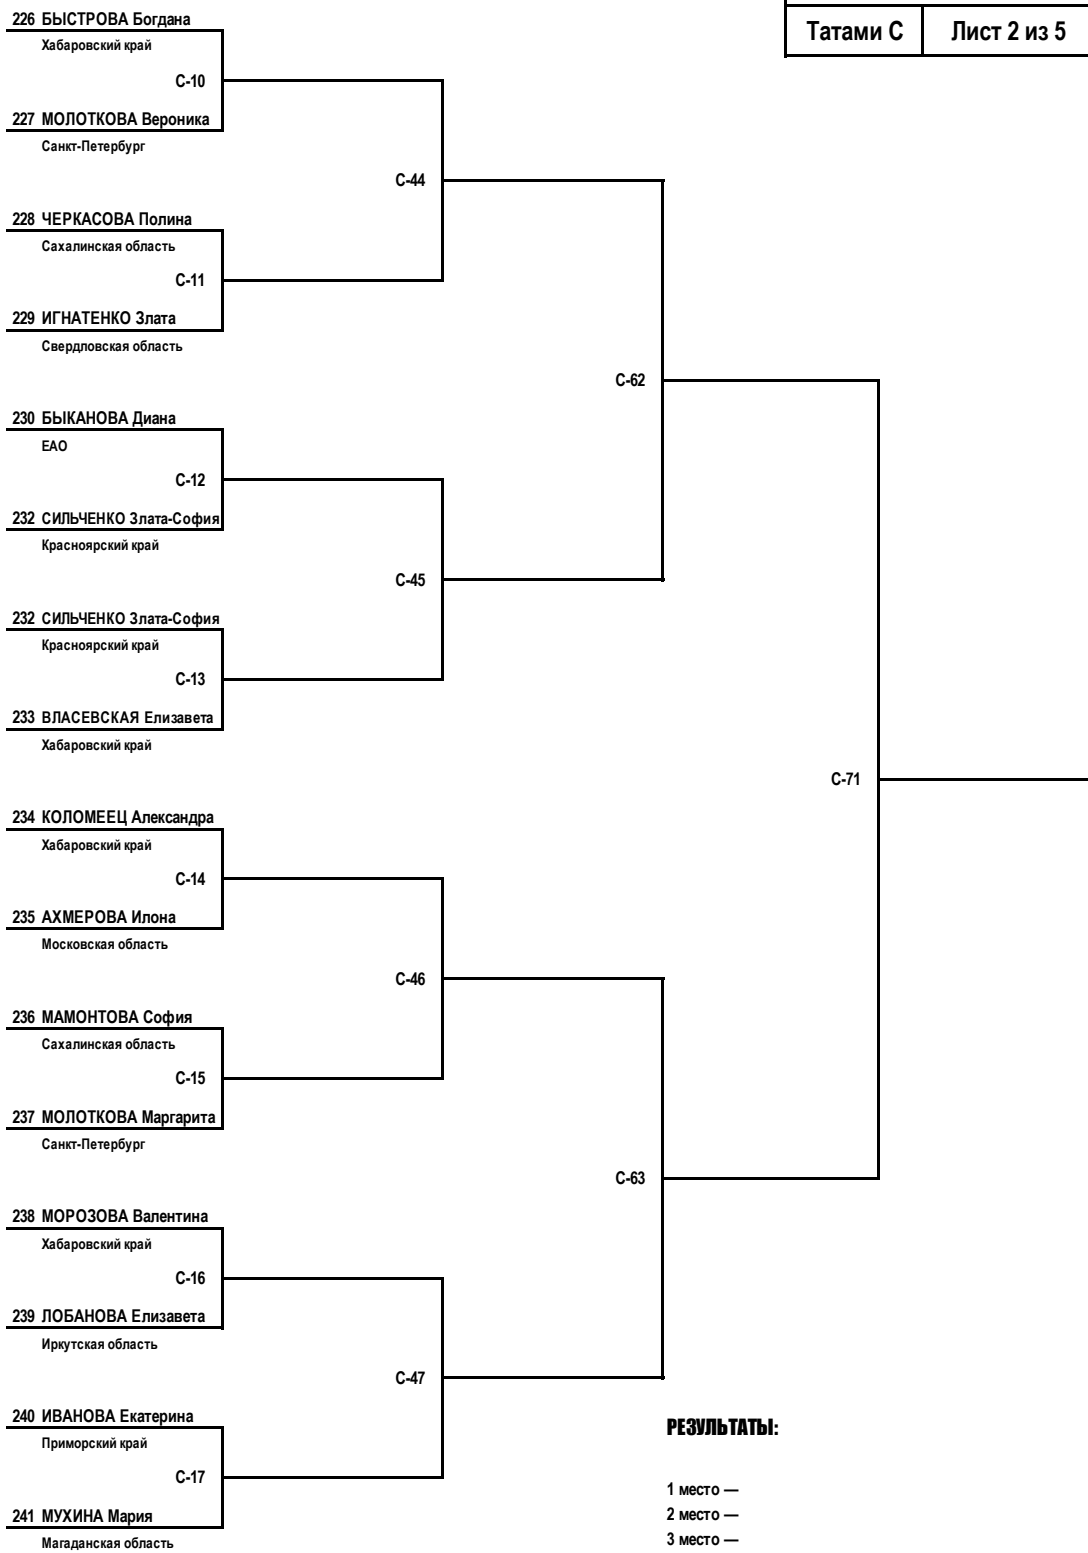 226 БЫСТРОВА Богдана
Татами С Лист 2 из 5
Хабаровский край
С-10
227 МОЛОТКОВА Вероника
Санкт-Петербург
С-44
228 ЧЕРКАСОВА Полина
Сахалинская область
С-11
229 ИГНАТЕНКО Злата
Свердловская область
С-62
230 БЫКАНОВА Диана
ЕАО
С-12
232 СИЛЬЧЕНКО Злата-София
Красноярский край
С-45
232 СИЛЬЧЕНКО Злата-София
Красноярский край
С-13
233 ВЛАСЕВСКАЯ Елизавета
Хабаровский край
С-71
234 КОЛОМЕЕЦ Александра
Хабаровский край
С-14
235 АХМЕРОВА Илона
Московская область
С-46
236 МАМОНТОВА София
Сахалинская область
С-15
237 МОЛОТКОВА Маргарита
Санкт-Петербург
С-63
238 МОРОЗОВА Валентина
Хабаровский край
С-16
239 ЛОБАНОВА Елизавета
Иркутская область
С-47
240 ИВАНОВА Екатерина
Приморский край
С-17
241 МУХИНА Мария
Магаданская область
РЕЗУЛЬТАТЫ:
1 место —
2 место —
3 место —